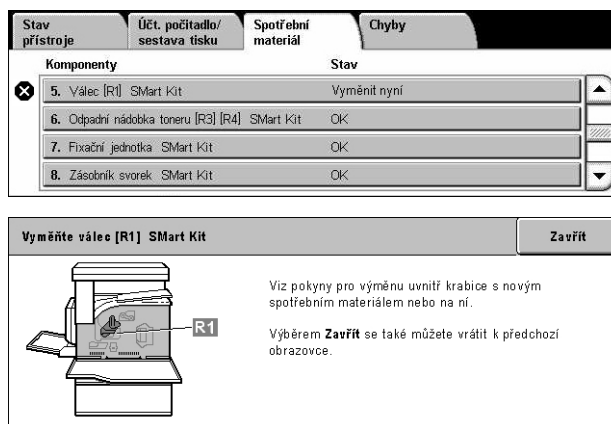 Stav
přístroje
Účt. počítadlo/
sestava tisku
Spotřební
materiál
Chyby
Komponenty Stav
5. Válec [R1] SMart Kit Vyměnit nyní
6. Odpadní nádobka toneru [R3] [R4] SMart Kit OK
7. Fixační jednotka SMart Kit OK
8. Zásobník svorek SMart Kit OK
Vyměňte válec [R1] SMart Kit Zavřít
Viz pokyny pro výměnu uvnitř krabice s novým
spotřebním materiálem nebo na ní.
R1
Výběrem Zavřít se také můžete vrátit k předchozí
obrazovce.